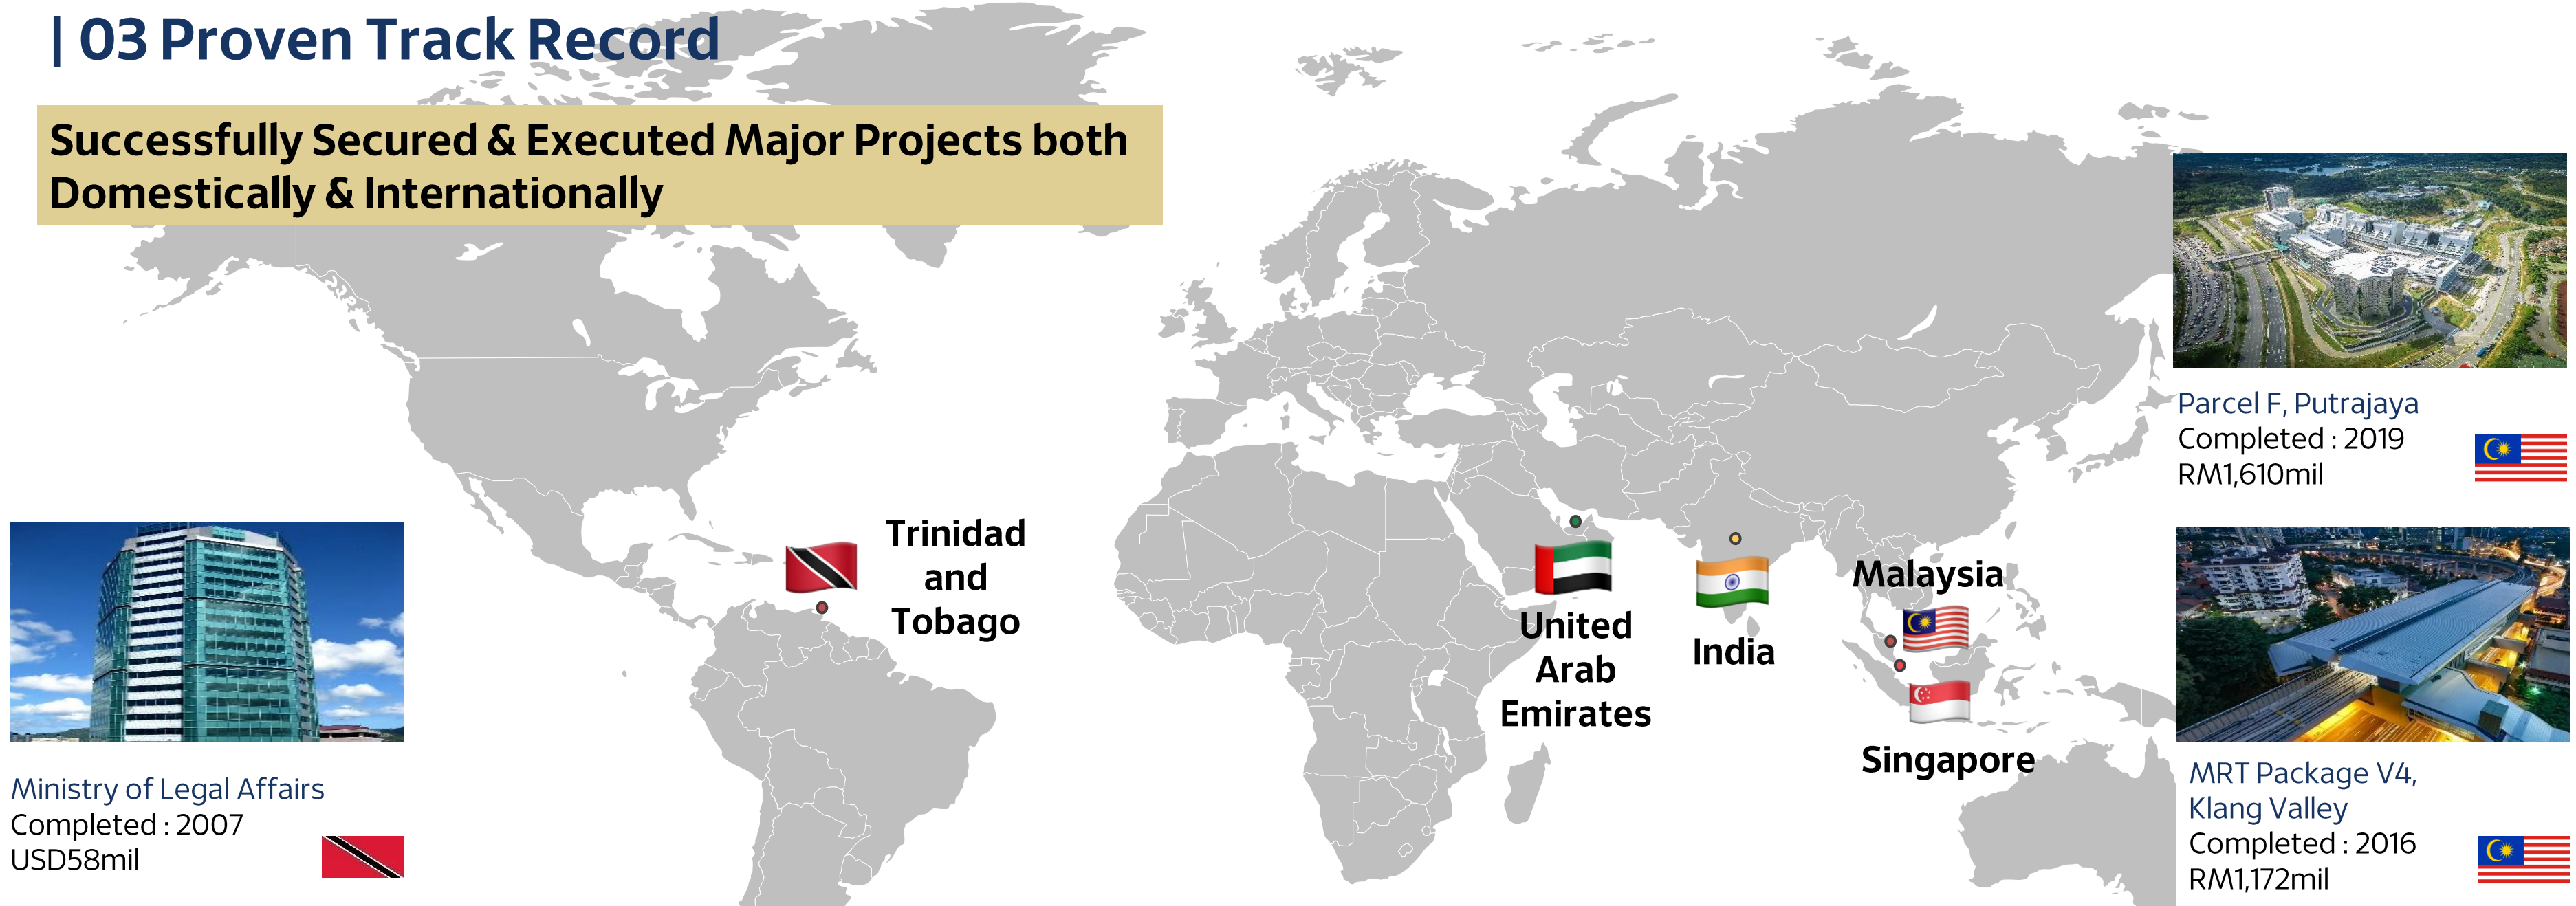 | 03 Proven Track Record
Successfully Secured & Executed Major Projects both
Domestically & Internationally
Parcel F, Putrajaya
Completed : 2019
RM1,610mil
Trinidad
and
Tobago
United
Arab
Emirates
India
Malaysia
Singapore
Ministry of Legal Affairs
Completed : 2007
USD58mil
MRT Package V4,
Klang Valley
Completed : 2016
RM1,172mil